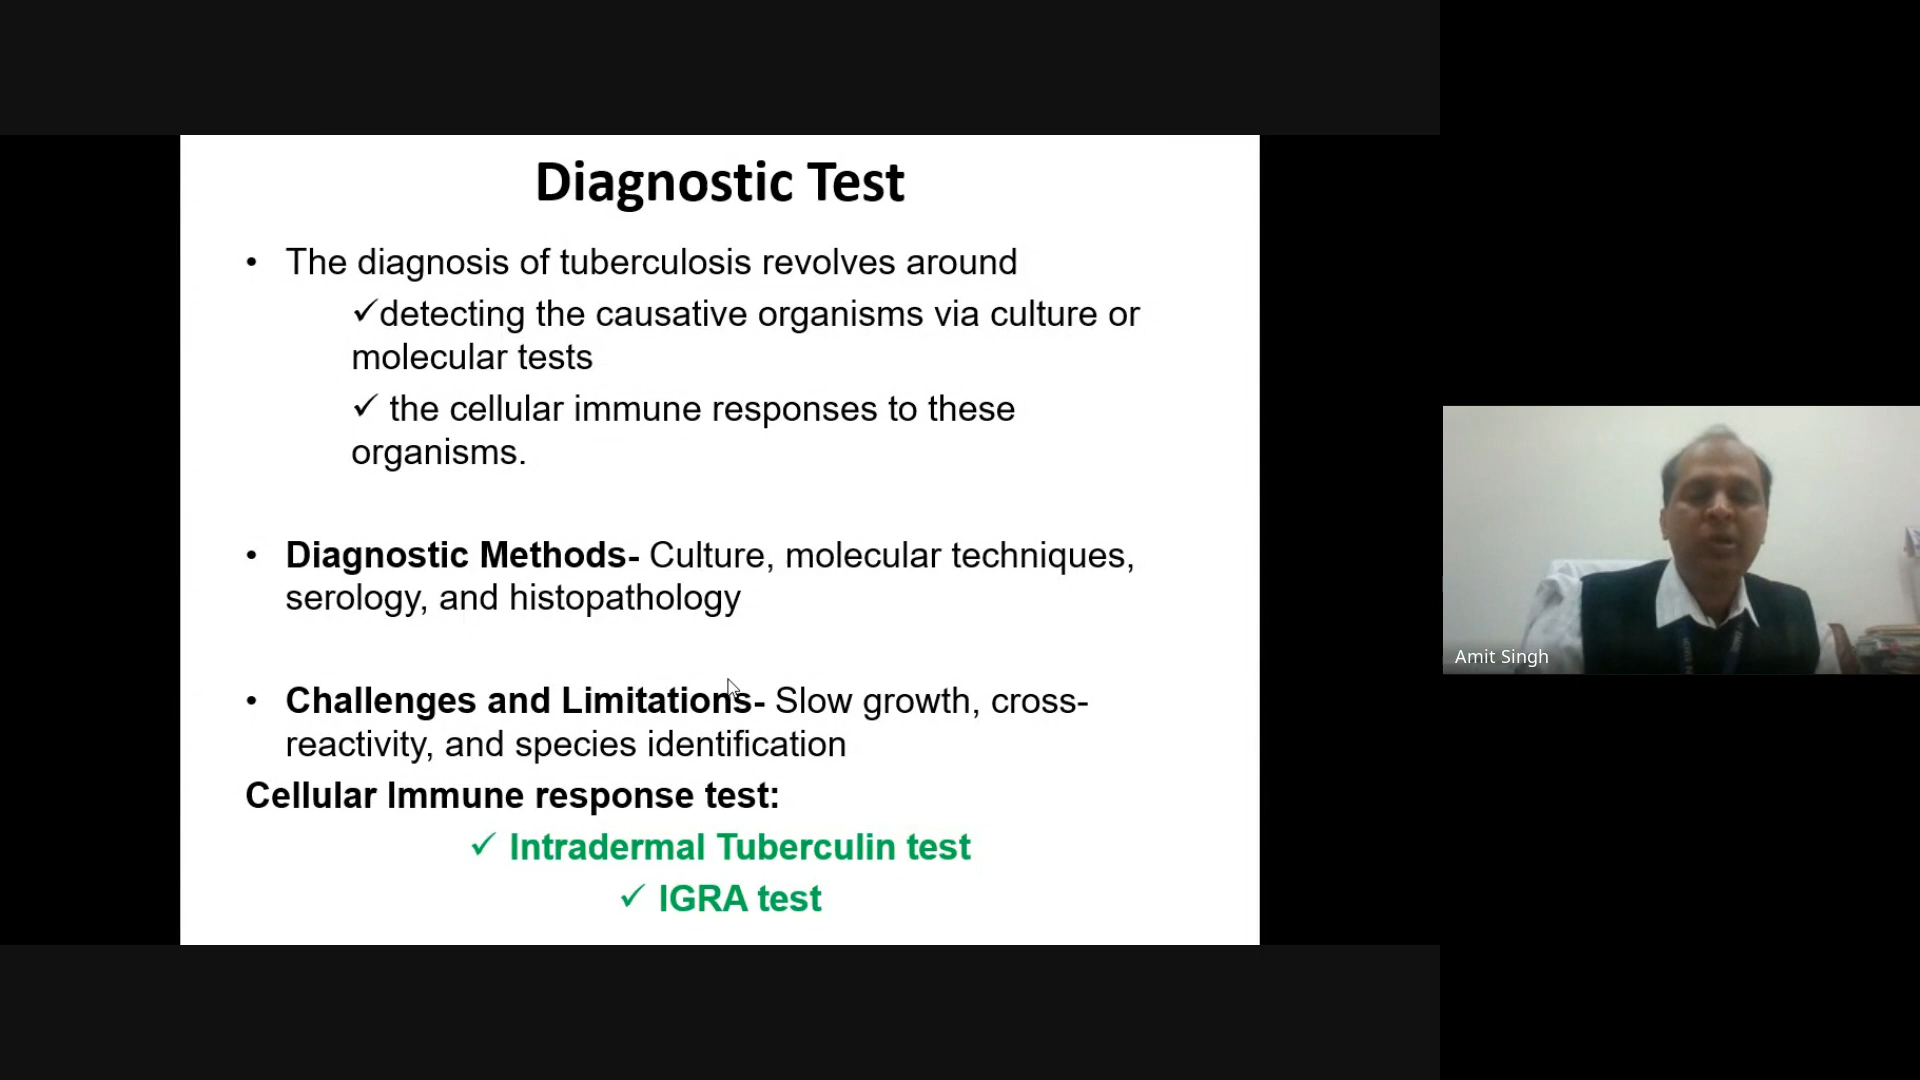 Diagnostic Test
• The diagnosis of tuberculosis revolves around
✓detecting the causative organisms via culture or
molecular tests
✓ the cellular immune responses to these
organisms.
• Diagnostic Methods- Culture, molecular techniques,
serology, and histopathology
• Challenges and Limitations- Slow growth, cross-
reactivity, and species identification
Cellular Immune response test:
✓ Intradermal Tuberculin test
✓ IGRA test
Amit Singh